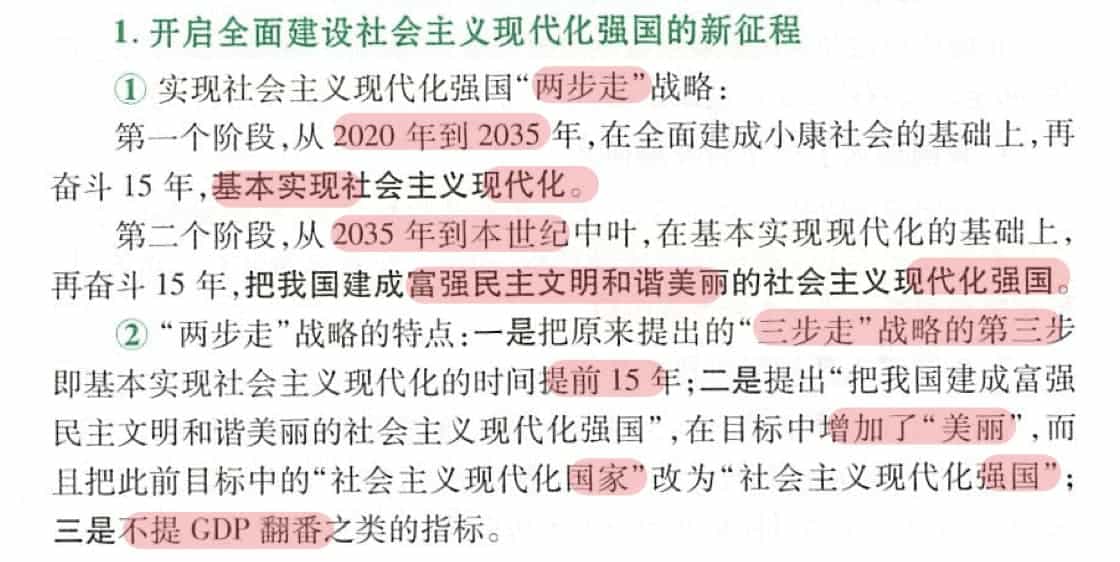 1. 开启全面建设社会主义现代化强国的新征程
① 实现社会主义现代化强国“两步走”战略：
第一个阶段，从 2020 年到 2035 年，在全面建成小康社会的基础上，再
奋斗 15 年，基本实现社会主义现代化。
第二个阶段，从 2035 年到本世纪中叶，在基本实现现代化的基础上，
再奋斗 15 年，把我国建成富强民主文明和谐美丽的社会主义现代化强国。
② “两步走”战略的特点：一是把原来提出的“三步走”战略的第三步
即基本实现社会主义现代化的时间提前 15 年；二是提出“把我国建成富强
民主文明和谐美丽的社会主义现代化强国”，在目标中增加了“美丽”，而
且把此前目标中的“社会主义现代化国家”改为“社会主义现代化强国”；
三是不提 GDP 翻番之类的指标。